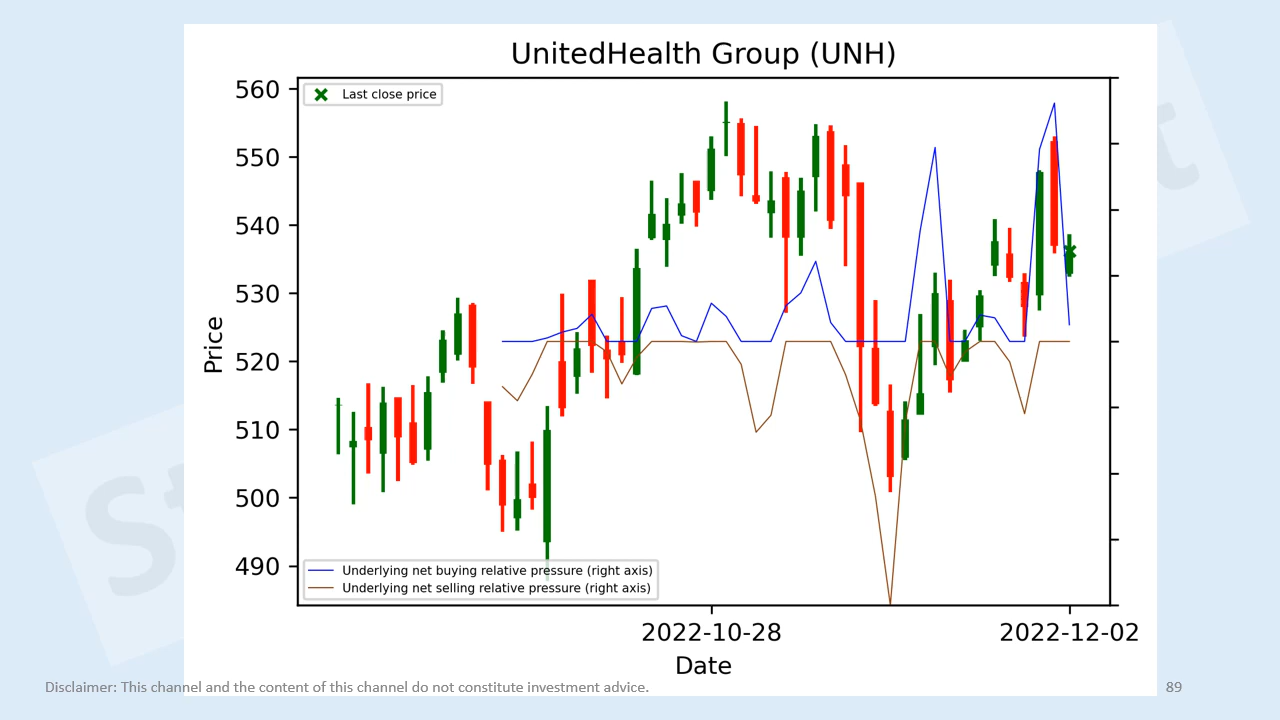 UnitedHealth Group (UNH)
Last close price
560
550
540
530
520
510
500
490
Price
Underlying net buying relative pressure (right axis)
Underlying net selling relative pressure (right axis)
2022-10-28
2022-12-02
Date
Disclaimer: This channel and the content of this channel do not constitute investment advice.
89